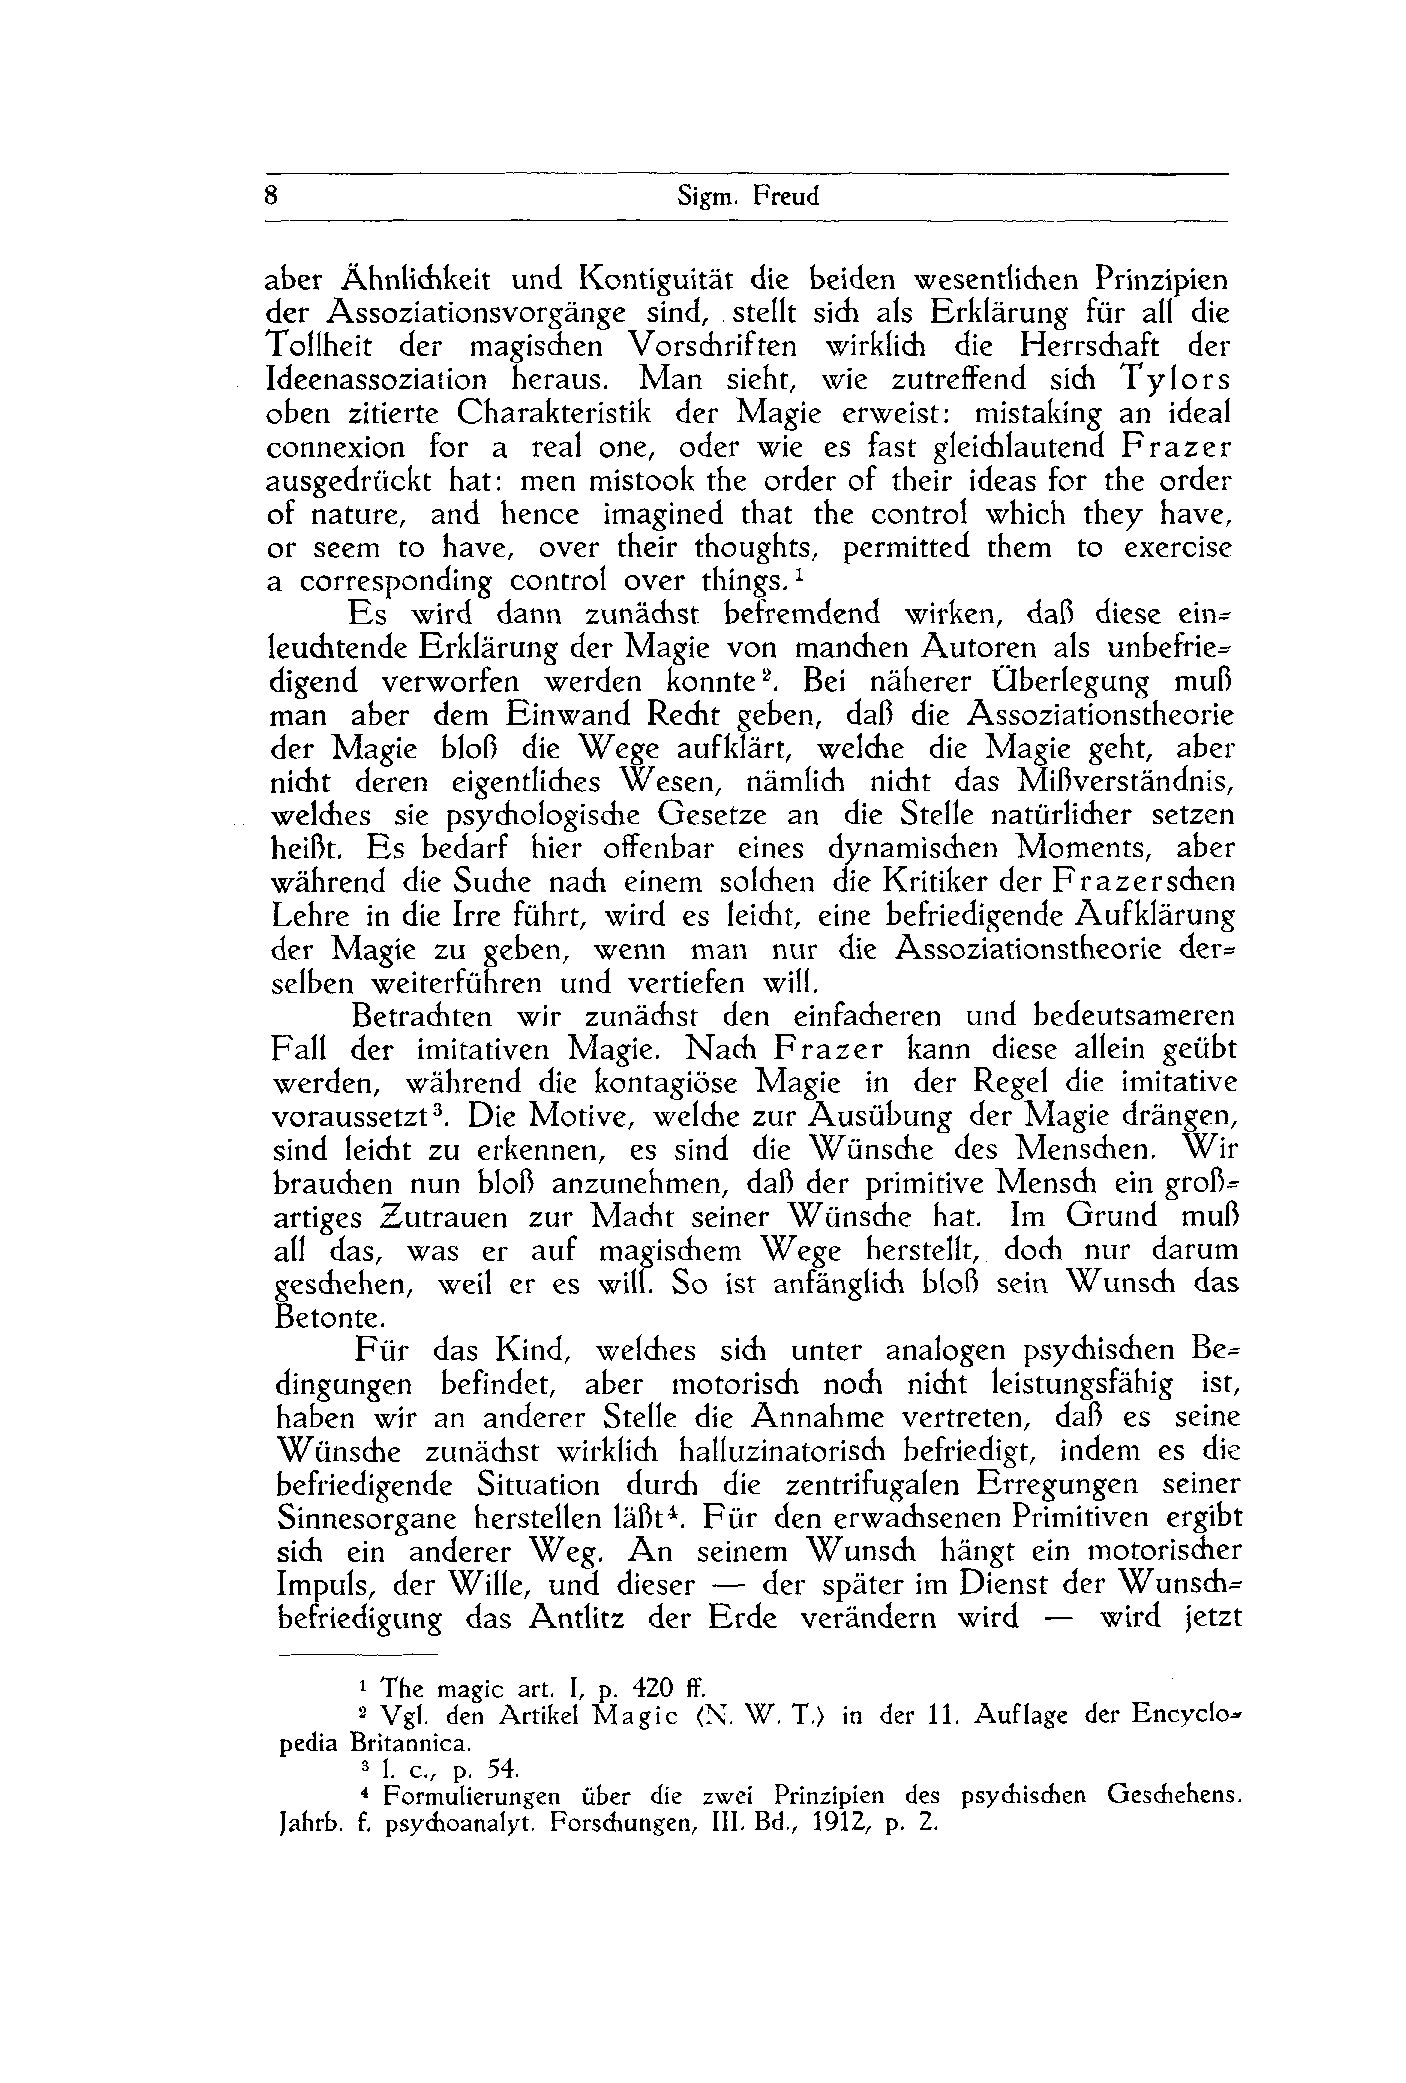 8 Sigm. Freud
aber Ähnlichkeit und Kontiguität die beiden wesentlichen Prinzipien
der Assoziationsvorgänge sind, stellt sich als Erklärung für all die
Tollheit der magischen Vorschriften wirklich die Herrschaft der
Ideenassoziation heraus. Man sieht, wie zutreffend sich Tylors
oben zitierte Charakteristik der Magie erweist: mistaking an ideal
connexion for a real one, oder wie es fast gleichlautend Frazer
ausgedrückt hat: men mistook the order of their ideas for the order
of nature, and hence imagined that the control which they have,
or seem to have, over their thoughts, permitted them to exercise
a corresponding control over things.¹
Es wird dann zunächst befremdend wirken, daß diese ein-
leuchtende Erklärung der Magie von manchen Autoren als unbefrie-
digend verworfen werden konnte². Bei näherer Überlegung muß
man aber dem Einwand Recht geben, daß die Assoziationstheorie
der Magie bloß die Wege aufklärt, welche die Magie geht, aber
nicht deren eigentliches Wesen, nämlich nicht das Mißverständnis,
welches sie psychologische Gesetze an die Stelle natürlicher setzen
heißt. Es bedarf hier offenbar eines dynamischen Moments, aber
während die Suche nach einem solchen die Kritiker der Frazerschen
Lehre in die Irre führt, wird es leicht, eine befriedigende Aufklärung
der Magie zu geben, wenn man nur die Assoziationstheorie der-
selben weiterführen und vertiefen will.
Betrachten wir zunächst den einfacheren und bedeutsameren
Fall der imitativen Magie. Nach Frazer kann diese allein geübt
werden, während die kontagiöse Magie in der Regel die imitative
voraussetzt³. Die Motive, welche zur Ausübung der Magie drängen,
sind leicht zu erkennen, es sind die Wünsche des Menschen. Wir
brauchen nun bloß anzunehmen, daß der primitive Mensch ein groß-
artiges Zutrauen zur Macht seiner Wünsche hat. Im Grund muß
all das, was er auf magischem Wege herstellt, doch nur darum
geschehen, weil er es will. So ist anfänglich bloß sein Wunsch das
Betonte.
Für das Kind, welches sich unter analogen psychischen Be-
dingungen befindet, aber motorisch noch nicht leistungsfähig ist,
haben wir an anderer Stelle die Annahme vertreten, daß es seine
Wünsche zunächst wirklich halluzinatorisch befriedigt, indem es die
befriedigende Situation durch die zentrifugalen Erregungen seiner
Sinnesorgane herstellen läßt⁴. Für den erwachsenen Primitiven ergibt
sich ein anderer Weg. An seinem Wunsch hängt ein motorischer
Impuls, der Wille, und dieser — der später im Dienst der Wunsch-
befriedigung das Antlitz der Erde verändern wird — wird jetzt
¹ The magic art. I, p. 420 ff.
² Vgl. den Artikel Magic (N. W. T.) in der 11. Auflage der Encyclo-
pedia Britannica.
³ l. c., p. 54.
⁴ Formulierungen über die zwei Prinzipien des psychischen Geschehens.
Jahrb. f. psychoanalyt. Forschungen, III. Bd., 1912, p. 2.